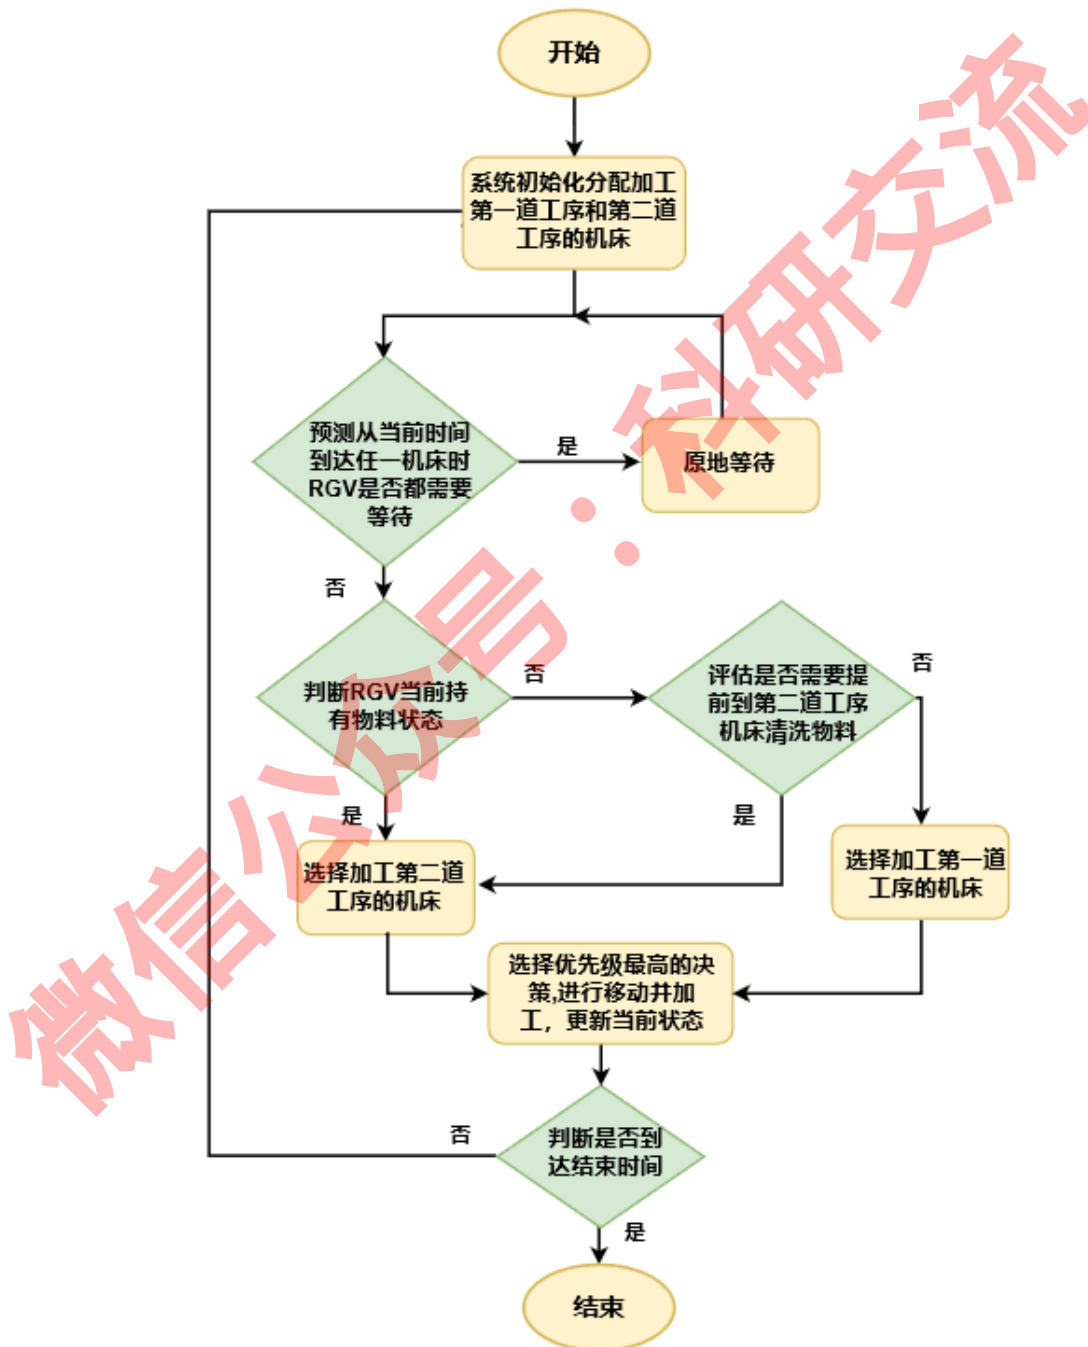 开始
系统初始化分配加工
第一道工序和第二道
工序的机床
预测从当前时间
到达任一机床时
RGV是否都需要
等待
是
原地等待
否
判断RGV当前持
有物料状态
否
评估是否需要提
前到第二道工序
机床清洗物料
否
是
是
选择加工第二道
工序的机床
选择加工第一道
工序的机床
选择优先级最高的决
策,进行移动并加
工，更新当前状态
否
判断是否到
达结束时间
是
结束
微信公众号：科研交流